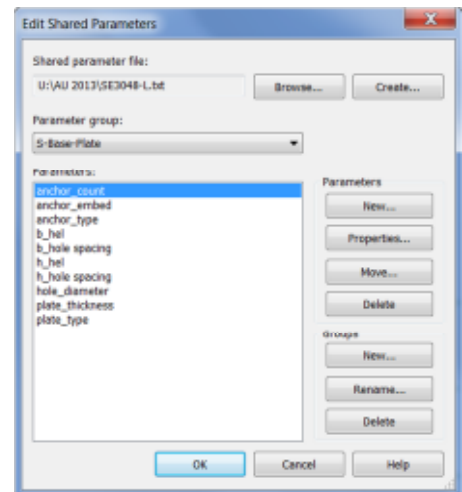 Edit Shared Parameters
Shared parameter file:
U:\AU 2013\SE3048-L.txt
Browse...
Create...
Parameter group:
S-Base-Plate
Parameters:
anchor_count
anchor_embed
anchor_type
b_hel
b_hole spacing
h_hel
h_hole spacing
hole_diameter
plate_thickness
plate_type
Parameters
New...
Properties...
Move...
Delete
Groups
New...
Rename...
Delete
OK
Cancel
Help